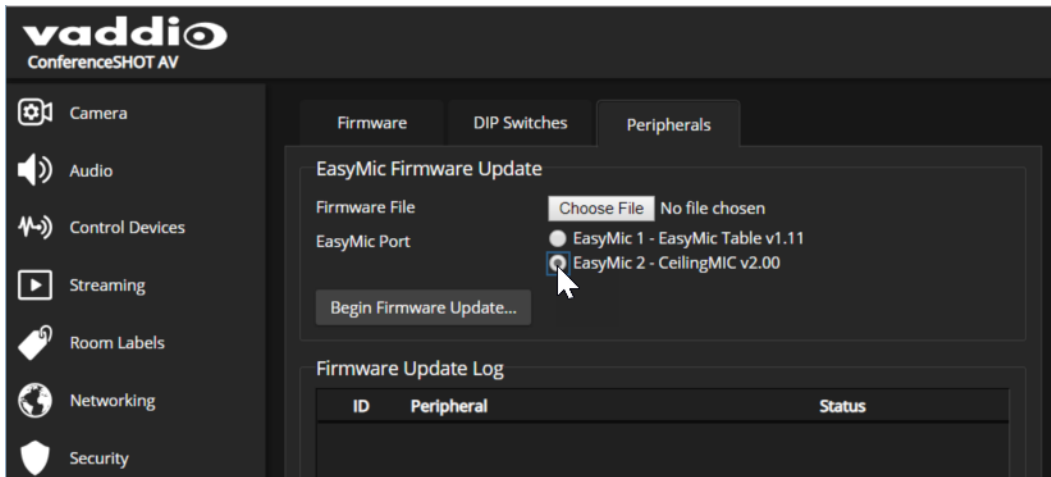 vaddio
ConferenceSHOT AV
Camera
Audio
Control Devices
Streaming
Room Labels
Networking
Security
Firmware DIP Switches Peripherals
EasyMic Firmware Update
Firmware File Choose File No file chosen
EasyMic Port EasyMic 1 - EasyMic Table v1.11
EasyMic 2 - CeilingMIC v2.00
Begin Firmware Update...
Firmware Update Log
ID Peripheral Status